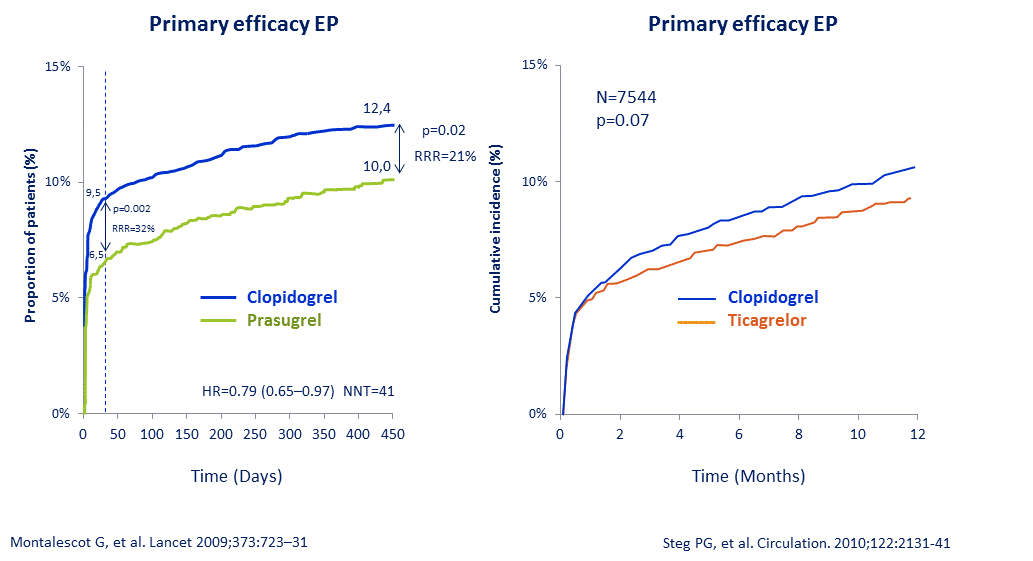 Primary efficacy EP
15%
10%
5%
0%
Proportion of patients (%)
12,4
p=0.02
RRR=21%
10,0
9,5
p=0.002
RRR=32%
6,5
Clopidogrel
Prasugrel
HR=0.79 (0.65–0.97) NNT=41
0 50 100 150 200 250 300 350 400 450
Time (Days)
Montalescot G, et al. Lancet 2009;373:723–31
Primary efficacy EP
15%
10%
5%
0%
Cumulative incidence (%)
N=7544
p=0.07
Clopidogrel
Ticagrelor
0 2 4 6 8 10 12
Time (Months)
Steg PG, et al. Circulation. 2010;122:2131-41